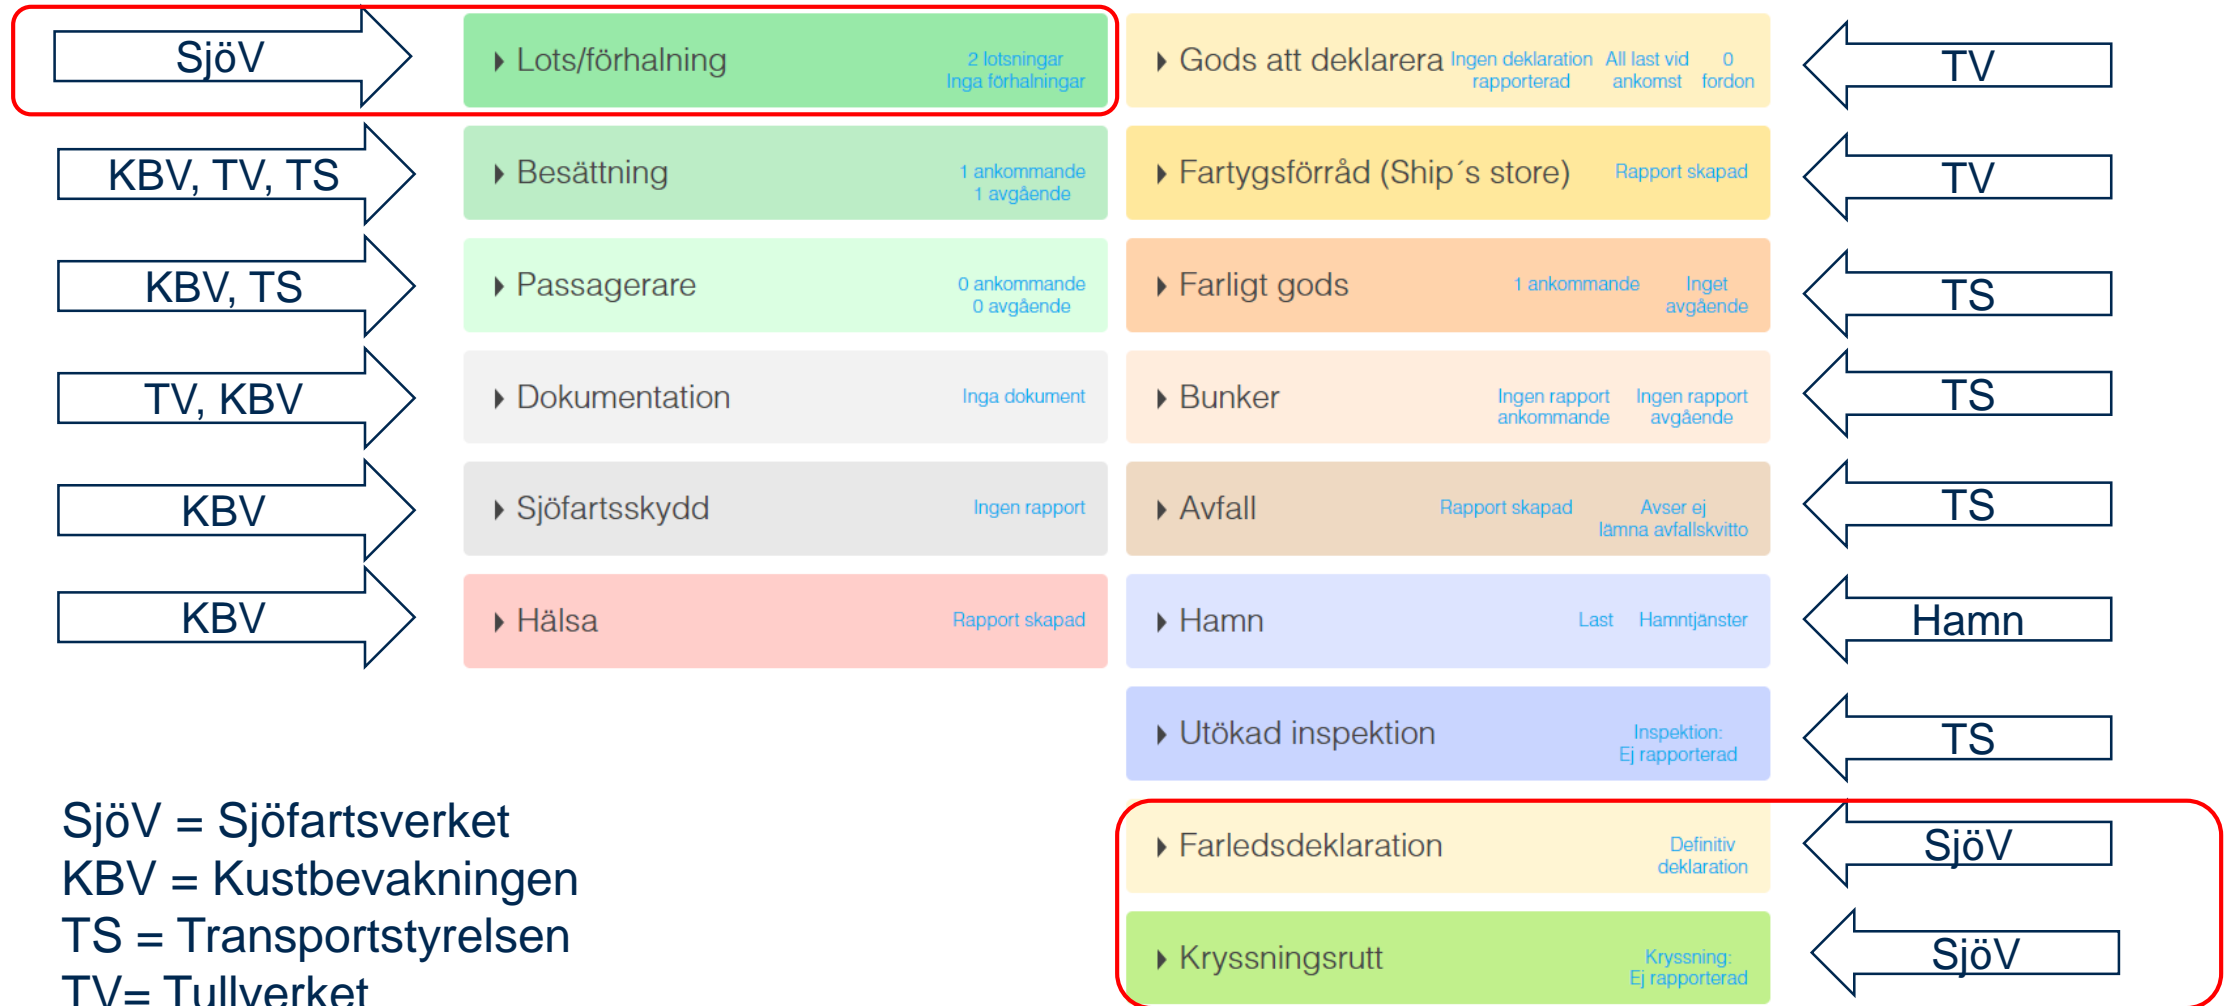 SjöV
Lots/förhalning
2 lotsningar
Inga förhalningar
Gods att deklarera
Ingen deklaration
rapporterad
All last vid
ankomst
0
fordon
TV
KBV, TV, TS
Besättning
1 ankommande
1 avgående
Fartygsförråd (Ship´s store)
Rapport skapad
TV
KBV, TS
Passagerare
0 ankommande
0 avgående
Farligt gods
1 ankommande
Inget
avgående
TS
TV, KBV
Dokumentation
Inga dokument
Bunker
Ingen rapport
ankommande
Ingen rapport
avgående
TS
KBV
Sjöfartsskydd
Ingen rapport
Avfall
Rapport skapad
Avser ej
lämna avfallskvitto
TS
KBV
Hälsa
Rapport skapad
Hamn
Last
Hamntjänster
Hamn
Utökad inspektion
Inspektion:
Ej rapporterad
TS
Farledsdeklaration
Definitiv
deklaration
SjöV
Kryssningsrutt
Kryssning:
Ej rapporterad
SjöV
SjöV = Sjöfartsverket
KBV = Kustbevakningen
TS = Transportstyrelsen
TV= Tullverket